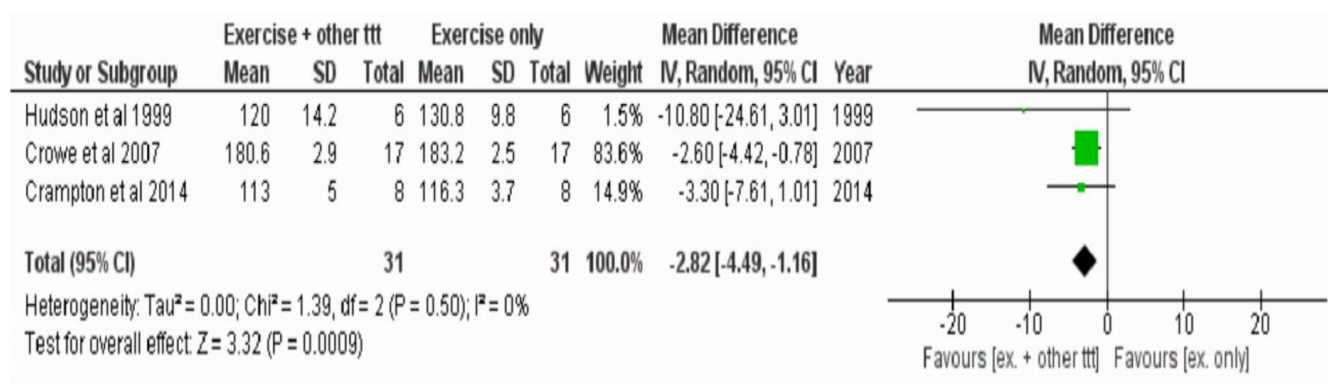 Exercise + other ttt Exercise only Mean Difference Mean Difference
Study or Subgroup Mean SD Total Mean SD Total Weight IV, Random, 95% CI Year IV, Random, 95% CI
Hudson et al 1999 120 14.2 6 130.8 9.8 6 1.5% -10.80 [-24.61, 3.01] 1999
Crowe et al 2007 180.6 2.9 17 183.2 2.5 17 83.6% -2.60 [-4.42, -0.78] 2007
Crampton et al 2014 113 5 8 116.3 3.7 8 14.9% -3.30 [-7.61, 1.01] 2014
Total (95% CI) 31 31 100.0% -2.82 [-4.49, -1.16]
Heterogeneity: Tau² = 0.00; Chi² = 1.39, df = 2 (P = 0.50); I² = 0%
Test for overall effect: Z = 3.32 (P = 0.0009)
-20 -10 0 10 20
Favours [ex. + other ttt] Favours [ex. only]